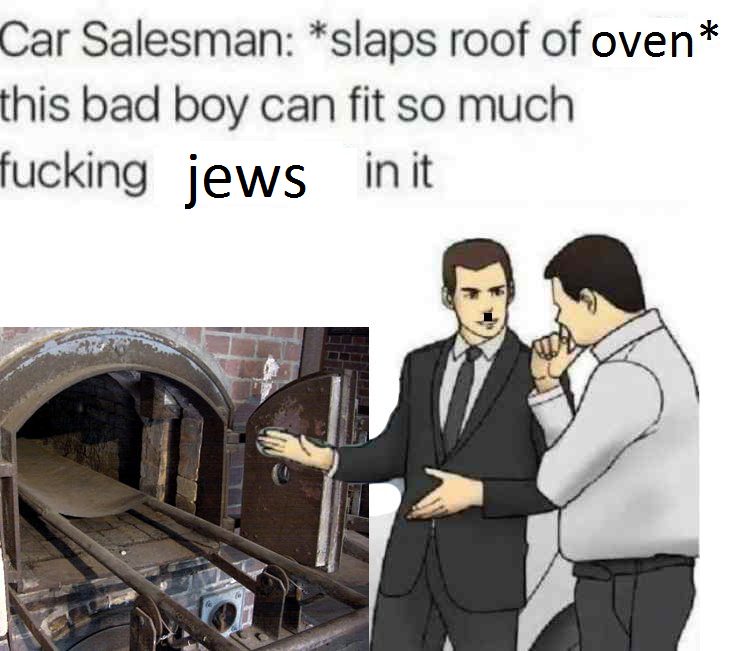 Car Salesman: *slaps roof of oven*
this bad boy can fit so much
fucking jews in it